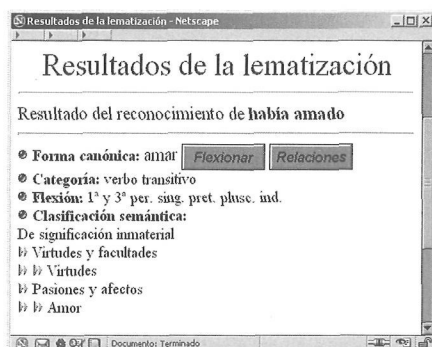 Resultados de la lematización - Netscape
Resultados de la lematización
Resultado del reconocimiento de había amado
Forma canónica: amar Flexionar Relaciones
Categoría: verbo transitivo
Flexión: 1ª y 3ª per. sing. pret. plusc. ind.
Clasificación semántica:
De significación inmaterial
Virtudes y facultades
Virtudes
Pasiones y afectos
Amor
Documento: Terminado